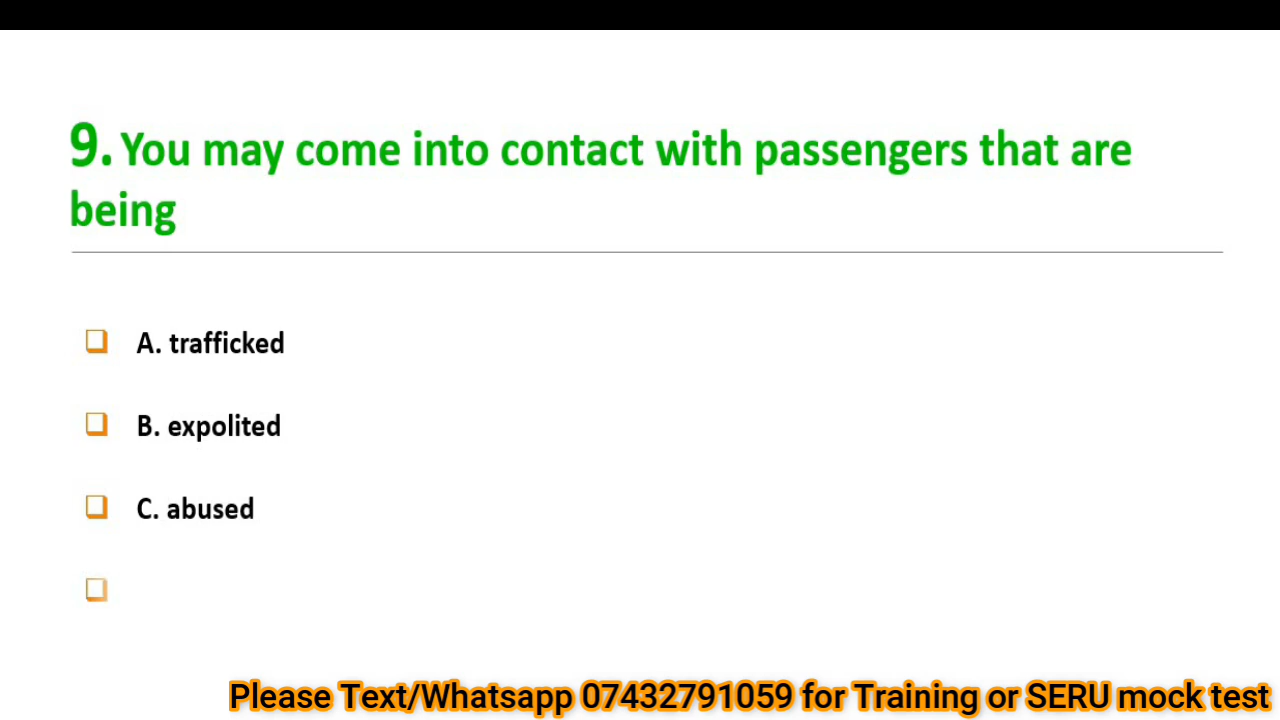 9. You may come into contact with passengers that are
being
A. trafficked
B. expolited
C. abused
Please Text/Whatsapp 07432791059 for Training or SERU mock test